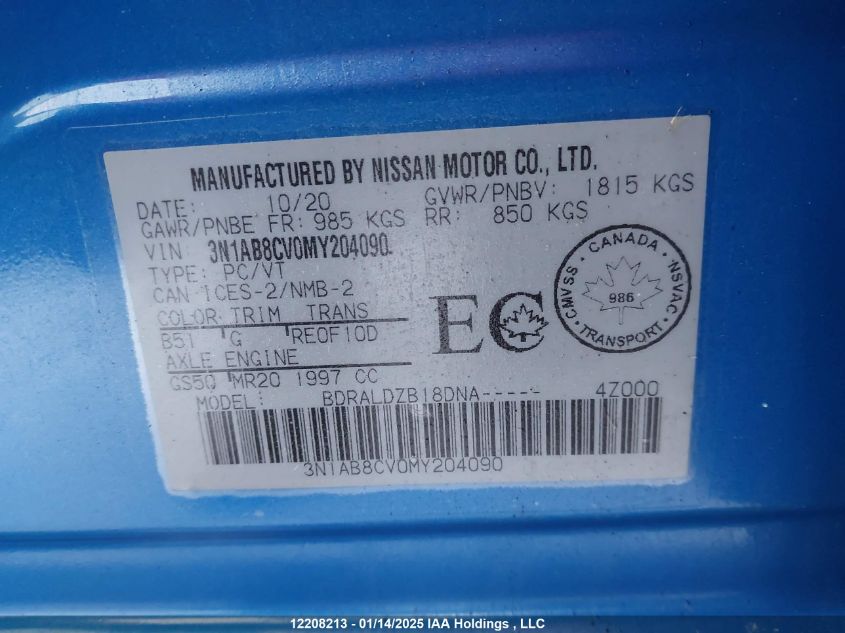 MANUFACTURED BY NISSAN MOTOR CO., LTD.
DATE: 10/20 GVWR/PNBV: 1815 KGS
GAWR/PNBE FR: 985 KGS RR: 850 KGS
VIN: 3N1AB8CV0MY204090
TYPE: PC/VT
CAN ICES-2/NMB-2
COLOR TRIM TRANS
B51 G RE0F10D
AXLE ENGINE
GS50 MR20 1997 CC
MODEL: BDRALDZB18DNA----- 4Z000
3N1AB8CV0MY204090
EC
CANADA
CMVSS 986 NSVAC
TRANSPORT
12208213 - 01/14/2025 IAA Holdings , LLC